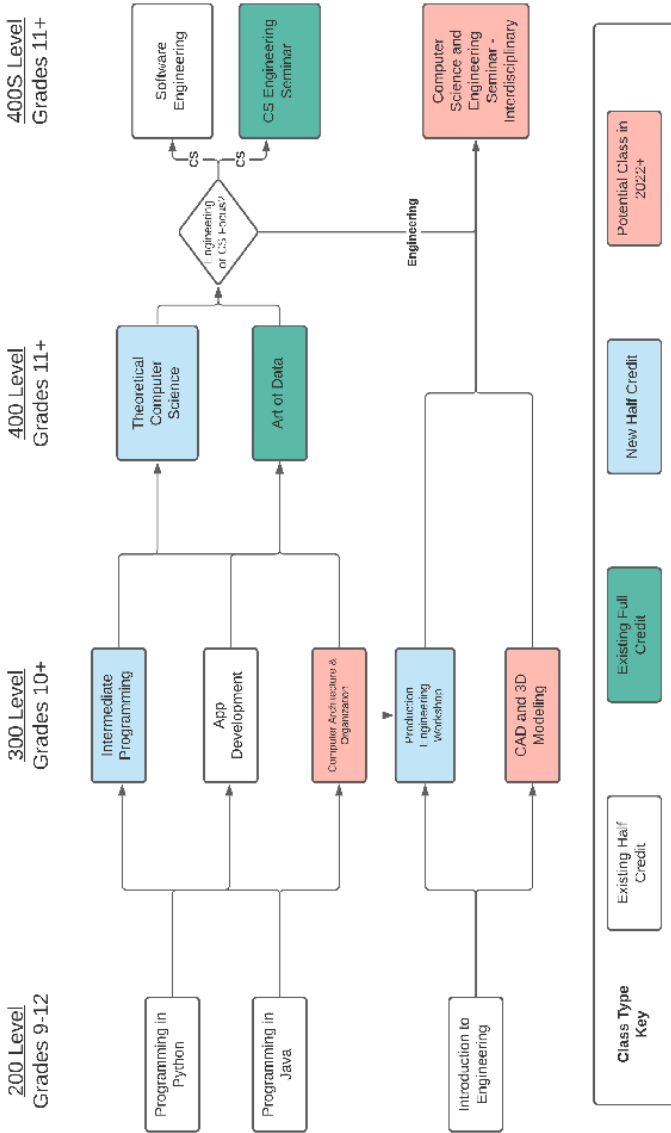 200 Level
Grades 9-12
300 Level
Grades 10+
400 Level
Grades 11+
400S Level
Grades 11+
Programming in
Python
Programming in
Java
Introduction to
Engineering
Intermediate
Programming
App
Development
Computer Architecture &
Organization
Production
Engineering
Workshop
CAD and 3D
Modeling
Theoretical
Computer
Science
Art of Data
Engineering
or CS Focus?
CS
CS
Engineering
Software
Engineering
CS Engineering
Seminar
Computer
Science and
Engineering
Seminar -
Interdisciplinary
Class Type
Key
Existing Half
Credit
Existing Full
Credit
New Half Credit
Potential Class in
2022+